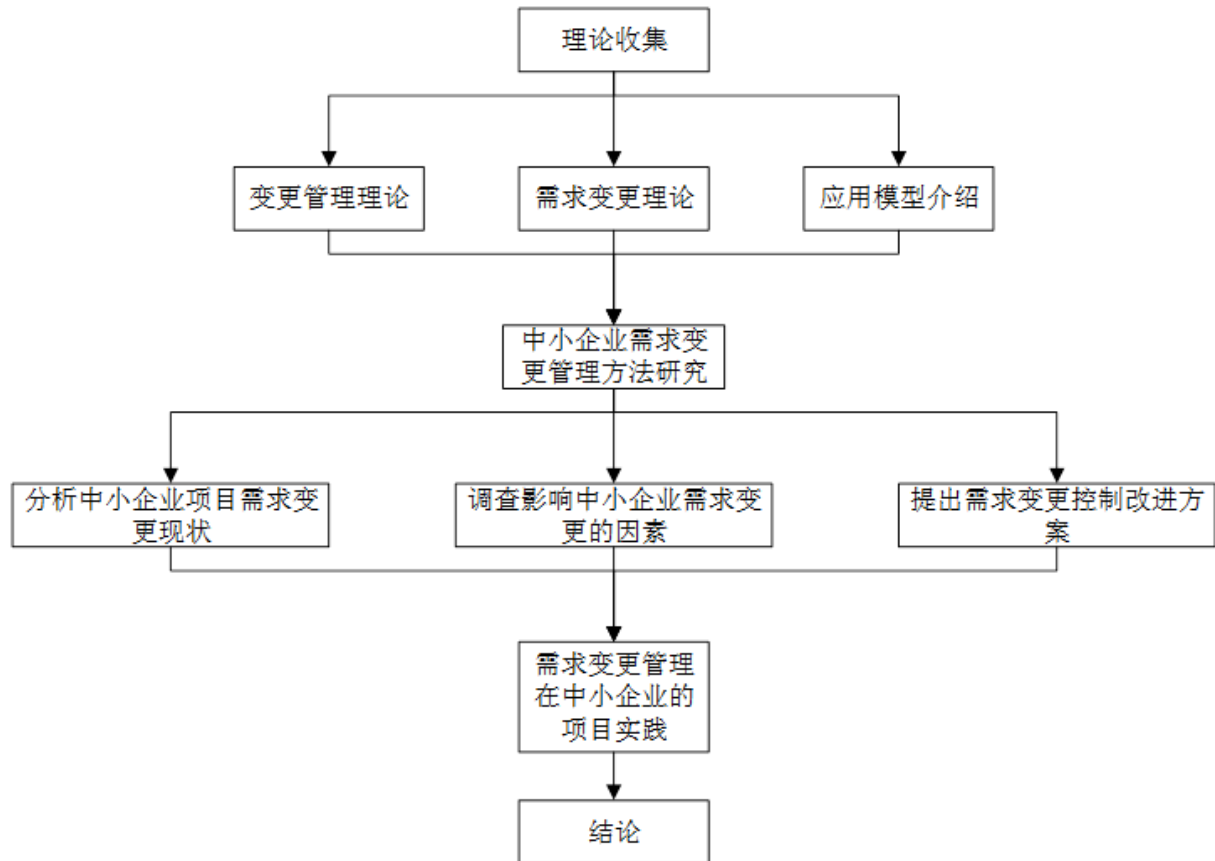 理论收集
变更管理理论
需求变更理论
应用模型介绍
中小企业需求变
更管理方法研究
分析中小企业项目需求变
更现状
调查影响中小企业需求变
更的因素
提出需求变更控制改进方
案
需求变更管理
在中小企业的
项目实践
结论